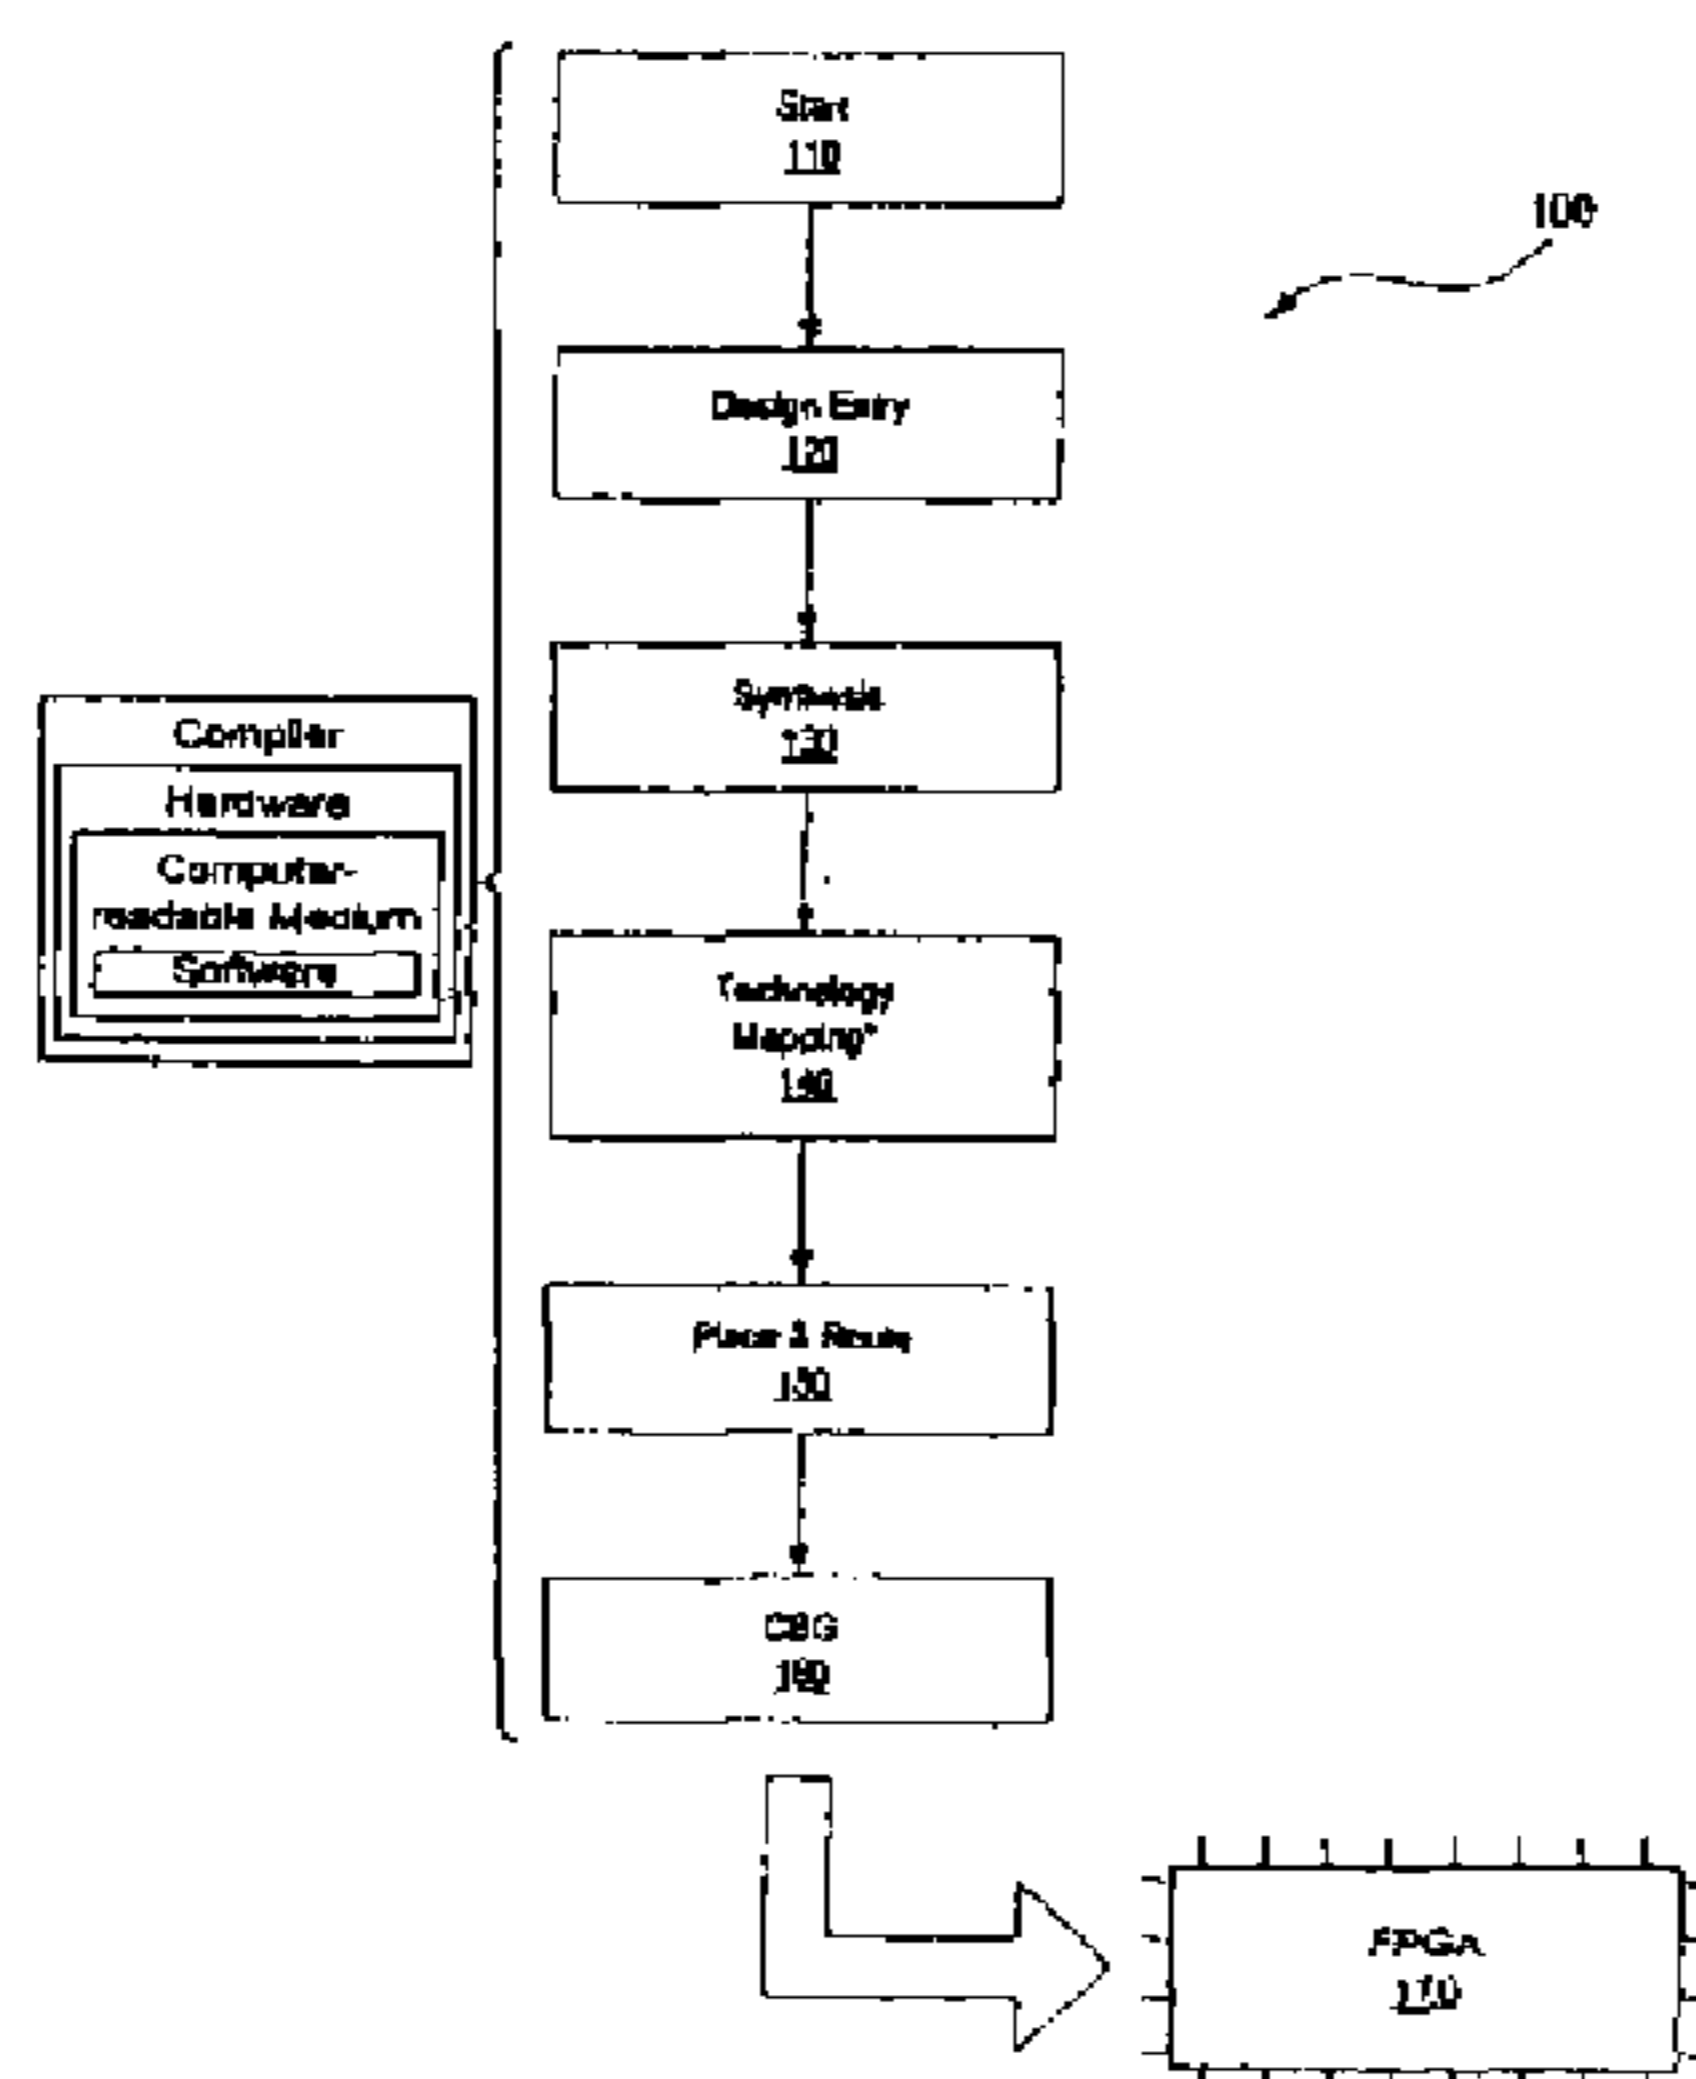 Start
110
100
Design Entry
120
Synthesis
130
Compiler
Hardware
Computer-
readable Medium
Software
Technology
Mapping*
140
Place & Route
150
CBG
160
FPGA
170